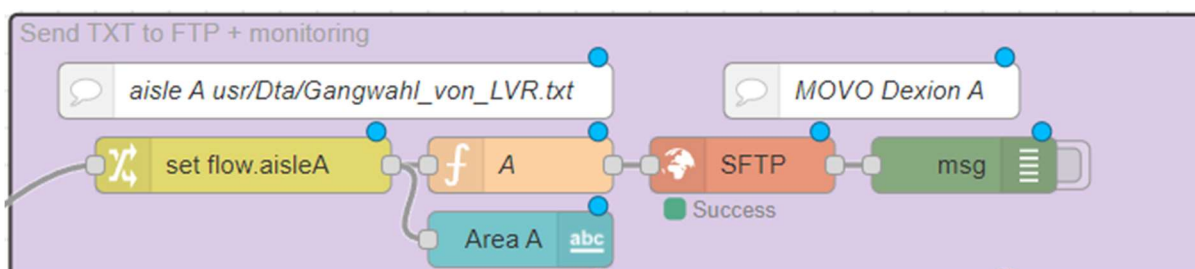 Send TXT to FTP + monitoring
aisle A usr/Dta/Gangwahl_von_LVR.txt
MOVO Dexion A
set flow.aisleA
f A
SFTP
msg
Success
Area A
abc